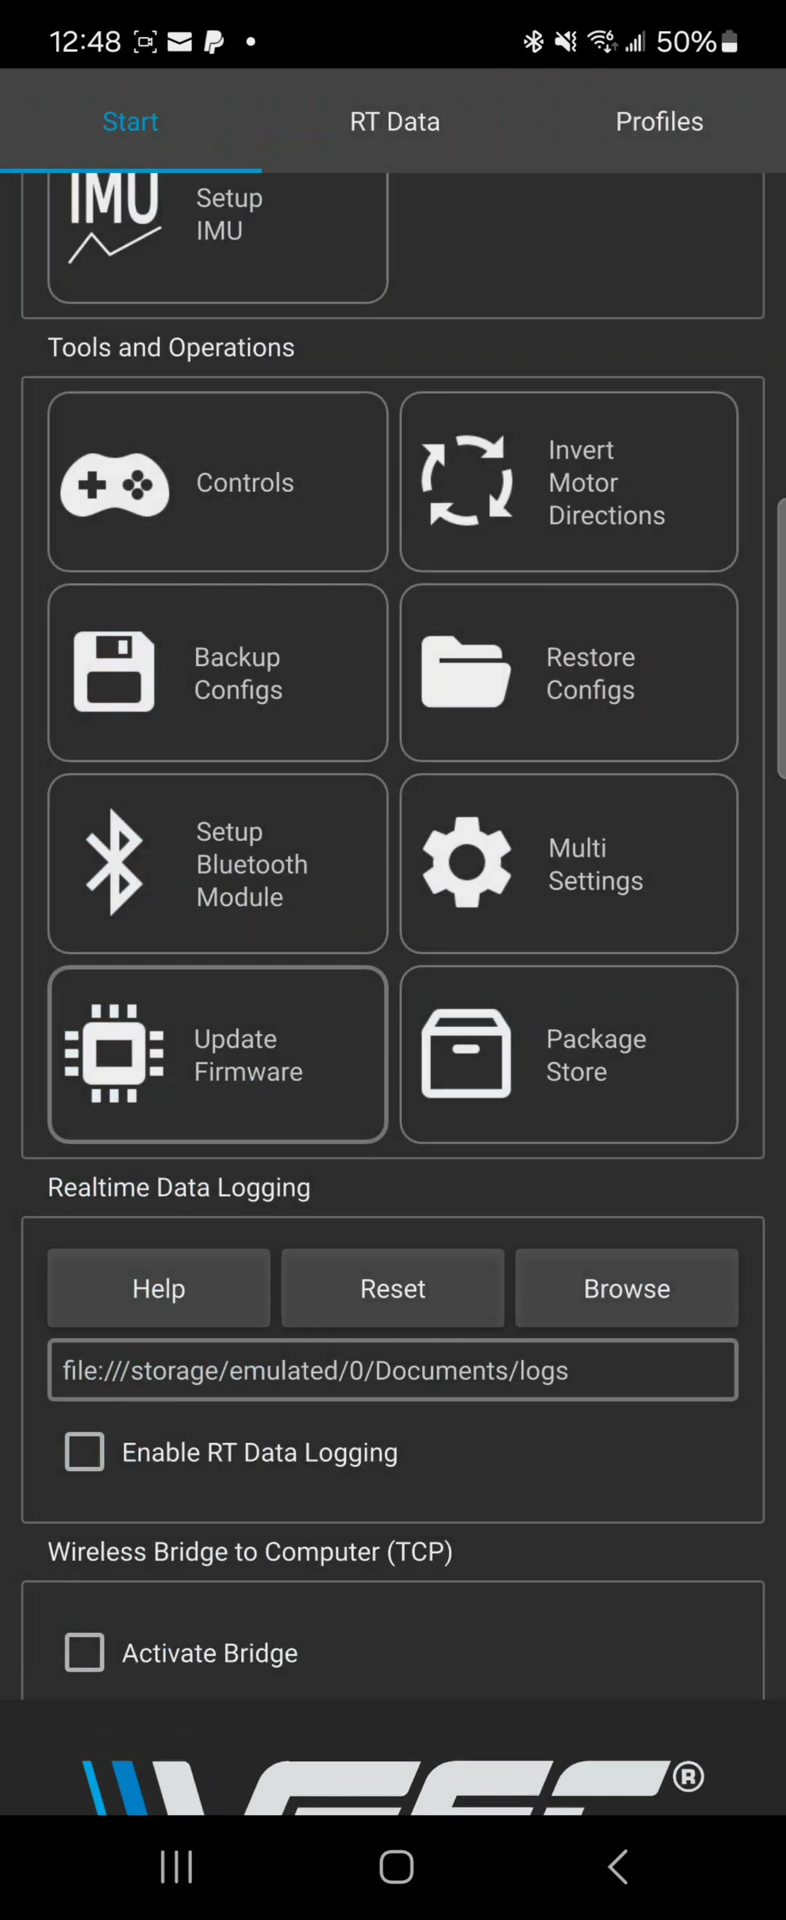 12:48
50%
Start
RT Data
Profiles
IMU
Setup
IMU
Tools and Operations
Controls
Invert
Motor
Directions
Backup
Configs
Restore
Configs
Setup
Bluetooth
Module
Multi
Settings
Update
Firmware
Package
Store
Realtime Data Logging
Help
Reset
Browse
file:///storage/emulated/0/Documents/logs
Enable RT Data Logging
Wireless Bridge to Computer (TCP)
Activate Bridge
VESC®